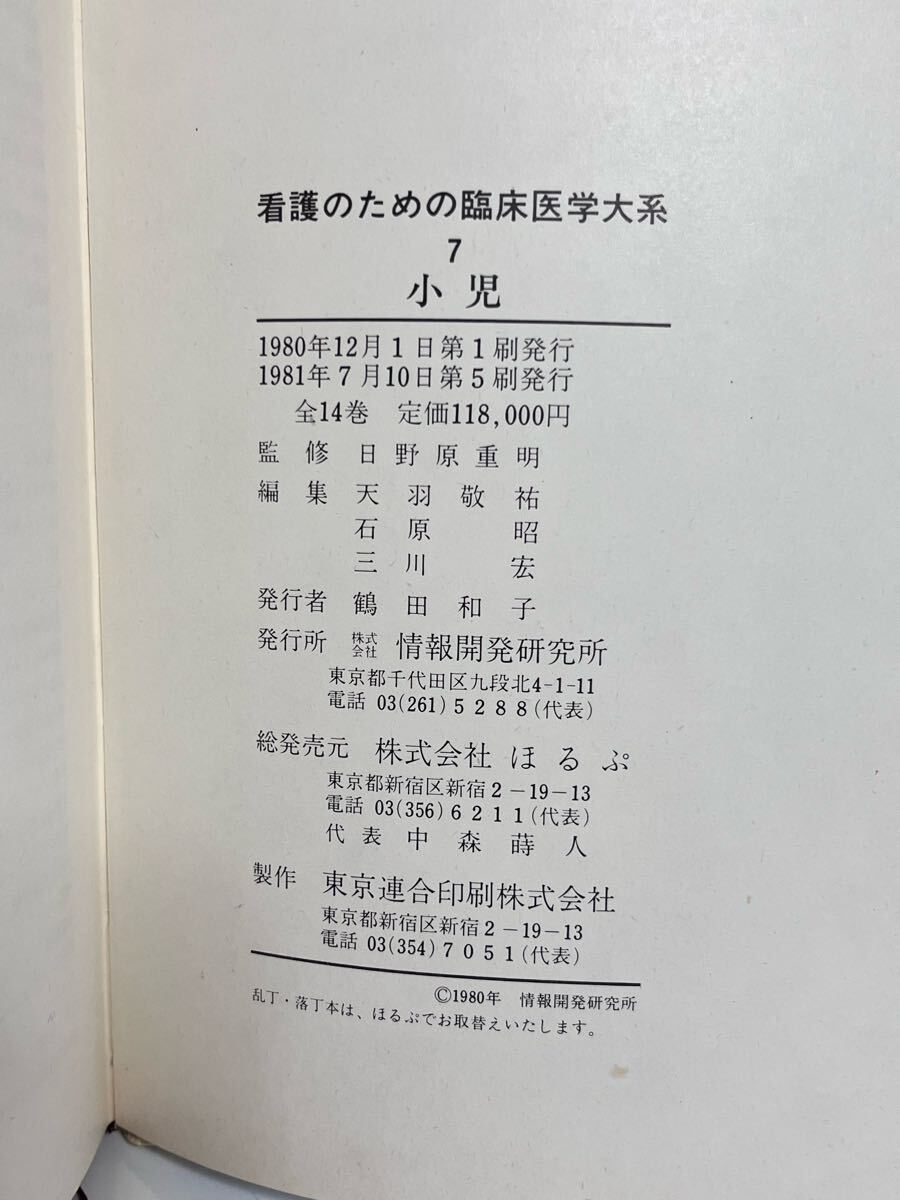 看護のための臨床医学大系
7
小児
1980年12月1日第1刷発行
1981年7月10日第5刷発行
全14巻 定価118,000円
監修 日野原重明
編集 天羽敬祐
石原昭
三川宏
発行者 鶴田和子
発行所 株式会社 情報開発研究所
東京都千代田区九段北4-1-11
電話 03(261)5288(代表)
総発売元 株式会社 ほるぷ
東京都新宿区新宿2-19-13
電話 03(356)6211(代表)
代表 中森蒔人
製作 東京連合印刷株式会社
東京都新宿区新宿2-19-13
電話 03(354)7051(代表)
©1980年 情報開発研究所
乱丁・落丁本は、ほるぷでお取替えいたします。